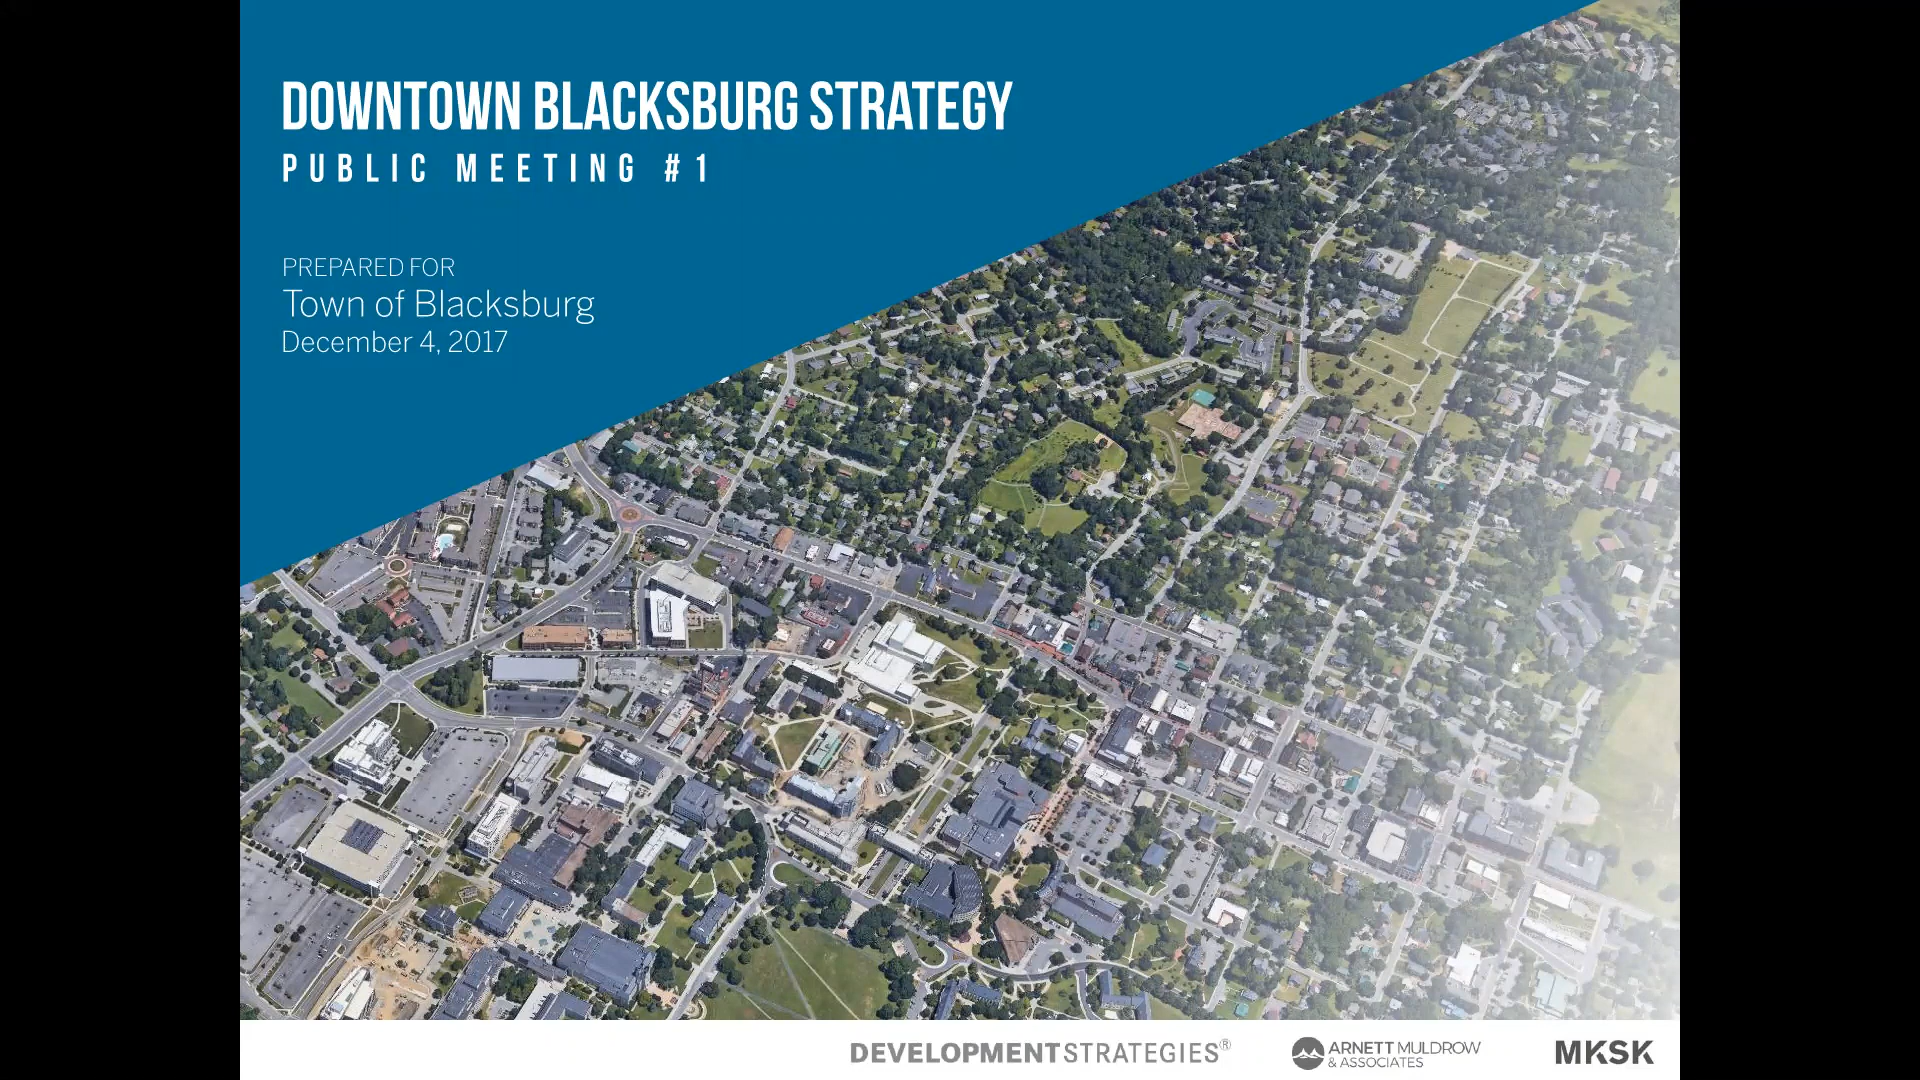 DOWNTOWN BLACKSBURG STRATEGY
PUBLIC MEETING #1
PREPARED FOR
Town of Blacksburg
December 4, 2017
DEVELOPMENTSTRATEGIES®
ARNETT MULDROW
& ASSOCIATES
MKSK